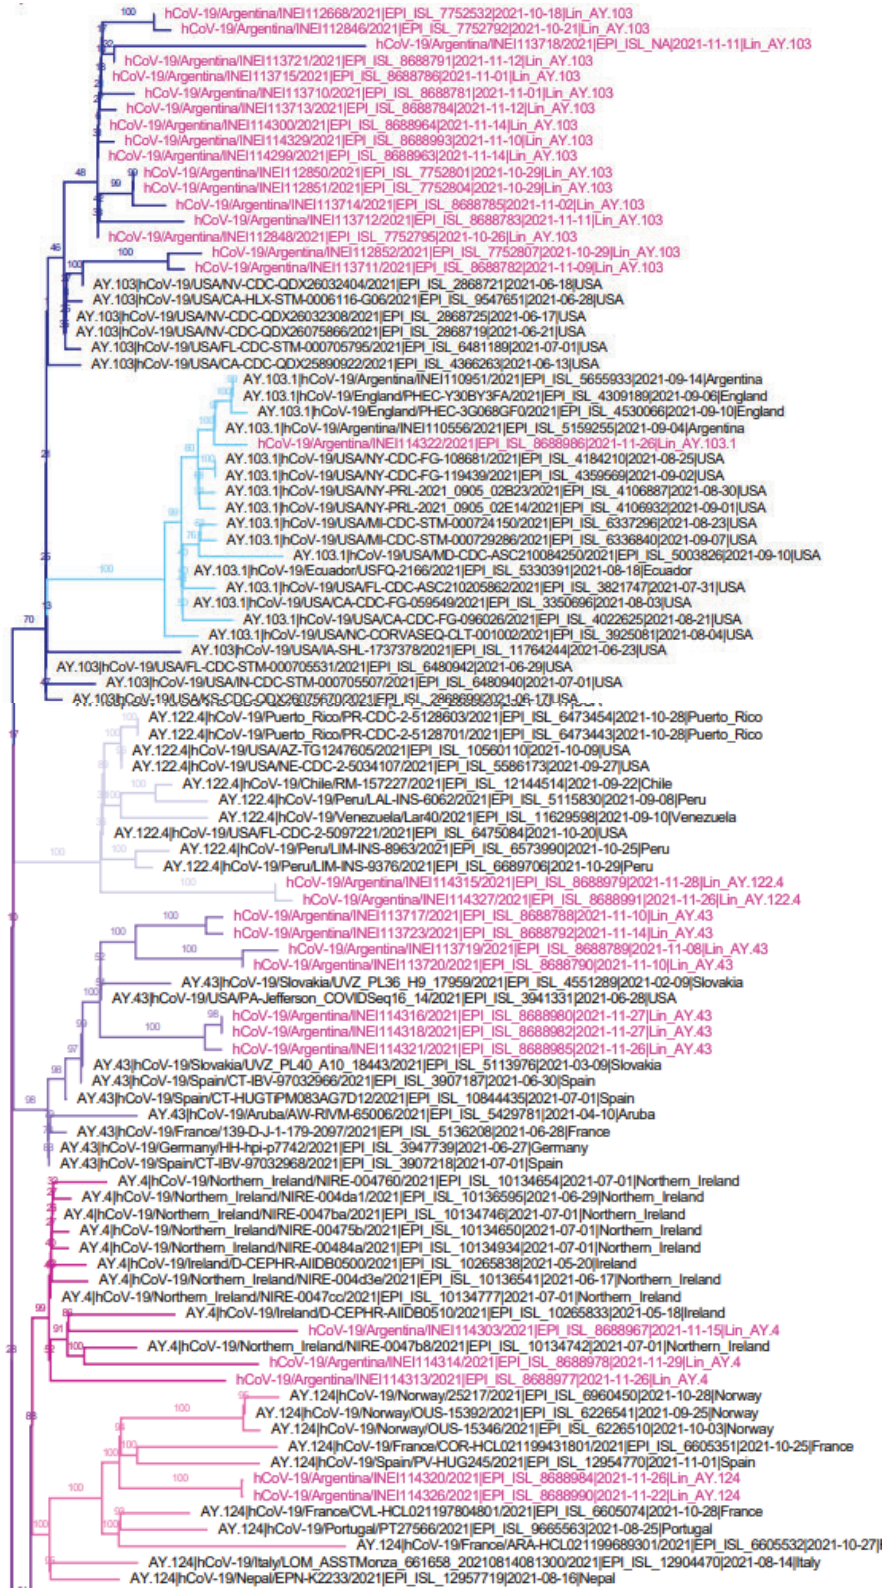 hCoV-19/Argentina/INEI112668/2021|EPI_ISL_7752532|2021-10-18|Lin_AY.103
hCoV-19/Argentina/INEI112846/2021|EPI_ISL_7752792|2021-10-21|Lin_AY.103
hCoV-19/Argentina/INEI113718/2021|EPI_ISL_NA|2021-11-11|Lin_AY.103
hCoV-19/Argentina/INEI113721/2021|EPI_ISL_8688791|2021-11-12|Lin_AY.103
hCoV-19/Argentina/INEI113715/2021|EPI_ISL_8688786|2021-11-01|Lin_AY.103
hCoV-19/Argentina/INEI113710/2021|EPI_ISL_8688781|2021-11-01|Lin_AY.103
hCoV-19/Argentina/INEI113713/2021|EPI_ISL_8688784|2021-11-12|Lin_AY.103
hCoV-19/Argentina/INEI114300/2021|EPI_ISL_8688964|2021-11-14|Lin_AY.103
hCoV-19/Argentina/INEI114329/2021|EPI_ISL_8688993|2021-11-10|Lin_AY.103
hCoV-19/Argentina/INEI114299/2021|EPI_ISL_8688963|2021-11-14|Lin_AY.103
hCoV-19/Argentina/INEI112850/2021|EPI_ISL_7752801|2021-10-29|Lin_AY.103
hCoV-19/Argentina/INEI112851/2021|EPI_ISL_7752804|2021-10-29|Lin_AY.103
hCoV-19/Argentina/INEI113714/2021|EPI_ISL_8688785|2021-11-02|Lin_AY.103
hCoV-19/Argentina/INEI113712/2021|EPI_ISL_8688783|2021-11-11|Lin_AY.103
hCoV-19/Argentina/INEI112848/2021|EPI_ISL_7752795|2021-10-26|Lin_AY.103
hCoV-19/Argentina/INEI112852/2021|EPI_ISL_7752807|2021-10-29|Lin_AY.103
hCoV-19/Argentina/INEI113711/2021|EPI_ISL_8688782|2021-11-09|Lin_AY.103
AY.103|hCoV-19/USA/NV-CDC-QDX26032404/2021|EPI_ISL_2868721|2021-06-18|USA
AY.103|hCoV-19/USA/CA-HLX-STM-0006116-G06/2021|EPI_ISL_9547651|2021-06-28|USA
AY.103|hCoV-19/USA/NV-CDC-QDX26032308/2021|EPI_ISL_2868725|2021-06-17|USA
AY.103|hCoV-19/USA/NV-CDC-QDX26075866/2021|EPI_ISL_2868719|2021-06-21|USA
AY.103|hCoV-19/USA/FL-CDC-STM-000705795/2021|EPI_ISL_6481189|2021-07-01|USA
AY.103|hCoV-19/USA/CA-CDC-QDX25890922/2021|EPI_ISL_4366263|2021-06-13|USA
AY.103.1|hCoV-19/Argentina/INEI110951/2021|EPI_ISL_5655933|2021-09-14|Argentina
AY.103.1|hCoV-19/England/PHEC-Y30BY3FA/2021|EPI_ISL_4309189|2021-09-06|England
AY.103.1|hCoV-19/England/PHEC-3G068GF0/2021|EPI_ISL_4530066|2021-09-10|England
AY.103.1|hCoV-19/Argentina/INEI110556/2021|EPI_ISL_5159255|2021-09-04|Argentina
hCoV-19/Argentina/INEI114322/2021|EPI_ISL_8688986|2021-11-26|Lin_AY.103.1
AY.103.1|hCoV-19/USA/NY-CDC-FG-108681/2021|EPI_ISL_4184210|2021-08-25|USA
AY.103.1|hCoV-19/USA/NY-CDC-FG-119439/2021|EPI_ISL_4359569|2021-09-02|USA
AY.103.1|hCoV-19/USA/NY-PRL-2021_0905_02B23/2021|EPI_ISL_4106887|2021-08-30|USA
AY.103.1|hCoV-19/USA/NY-PRL-2021_0905_02E14/2021|EPI_ISL_4106932|2021-09-01|USA
AY.103.1|hCoV-19/USA/MI-CDC-STM-000724150/2021|EPI_ISL_6337296|2021-08-23|USA
AY.103.1|hCoV-19/USA/MI-CDC-STM-000729286/2021|EPI_ISL_6336840|2021-09-07|USA
AY.103.1|hCoV-19/USA/MD-CDC-ASC210084250/2021|EPI_ISL_5003826|2021-09-10|USA
AY.103.1|hCoV-19/Ecuador/USFQ-2166/2021|EPI_ISL_5330391|2021-08-18|Ecuador
AY.103.1|hCoV-19/USA/FL-CDC-ASC210205862/2021|EPI_ISL_3821747|2021-07-31|USA
AY.103.1|hCoV-19/USA/CA-CDC-FG-059549/2021|EPI_ISL_3350696|2021-08-03|USA
AY.103.1|hCoV-19/USA/CA-CDC-FG-096026/2021|EPI_ISL_4022625|2021-08-21|USA
AY.103.1|hCoV-19/USA/NC-CORVASEQ-CLT-001002/2021|EPI_ISL_3925081|2021-08-04|USA
AY.103|hCoV-19/USA/IA-SHL-1737378/2021|EPI_ISL_11764244|2021-06-23|USA
AY.103|hCoV-19/USA/FL-CDC-STM-000705531/2021|EPI_ISL_6480942|2021-06-29|USA
AY.103|hCoV-19/USA/IN-CDC-STM-000705507/2021|EPI_ISL_6480940|2021-07-01|USA
AY.103|hCoV-19/USA/KS-CDC-QDX26075670/2021|EPI_ISL_2868699|2021-06-17|USA
AY.122.4|hCoV-19/Puerto_Rico/PR-CDC-2-5128603/2021|EPI_ISL_6473454|2021-10-28|Puerto_Rico
AY.122.4|hCoV-19/Puerto_Rico/PR-CDC-2-5128701/2021|EPI_ISL_6473443|2021-10-28|Puerto_Rico
AY.122.4|hCoV-19/USA/AZ-TG1247605/2021|EPI_ISL_10560110|2021-10-09|USA
AY.122.4|hCoV-19/USA/NE-CDC-2-5034107/2021|EPI_ISL_5586173|2021-09-27|USA
AY.122.4|hCoV-19/Chile/RM-157227/2021|EPI_ISL_12144514|2021-09-22|Chile
AY.122.4|hCoV-19/Peru/LAL-INS-6062/2021|EPI_ISL_5115830|2021-09-08|Peru
AY.122.4|hCoV-19/Venezuela/Lar40/2021|EPI_ISL_11629598|2021-09-10|Venezuela
AY.122.4|hCoV-19/USA/FL-CDC-2-5097221/2021|EPI_ISL_6475084|2021-10-20|USA
AY.122.4|hCoV-19/Peru/LIM-INS-8963/2021|EPI_ISL_6573990|2021-10-25|Peru
AY.122.4|hCoV-19/Peru/LIM-INS-9376/2021|EPI_ISL_6689706|2021-10-29|Peru
hCoV-19/Argentina/INEI114315/2021|EPI_ISL_8688979|2021-11-28|Lin_AY.122.4
hCoV-19/Argentina/INEI114327/2021|EPI_ISL_8688991|2021-11-26|Lin_AY.122.4
hCoV-19/Argentina/INEI113717/2021|EPI_ISL_8688788|2021-11-10|Lin_AY.43
hCoV-19/Argentina/INEI113723/2021|EPI_ISL_8688792|2021-11-14|Lin_AY.43
hCoV-19/Argentina/INEI113719/2021|EPI_ISL_8688789|2021-11-08|Lin_AY.43
hCoV-19/Argentina/INEI113720/2021|EPI_ISL_8688790|2021-11-10|Lin_AY.43
AY.43|hCoV-19/Slovakia/UVZ_PL36_H9_17959/2021|EPI_ISL_4551289|2021-02-09|Slovakia
AY.43|hCoV-19/USA/PA-Jefferson_COVIDSeq16_14/2021|EPI_ISL_3941331|2021-06-28|USA
hCoV-19/Argentina/INEI114316/2021|EPI_ISL_8688980|2021-11-27|Lin_AY.43
hCoV-19/Argentina/INEI114318/2021|EPI_ISL_8688982|2021-11-27|Lin_AY.43
hCoV-19/Argentina/INEI114321/2021|EPI_ISL_8688985|2021-11-26|Lin_AY.43
AY.43|hCoV-19/Slovakia/UVZ_PL40_A10_18443/2021|EPI_ISL_5113976|2021-03-09|Slovakia
AY.43|hCoV-19/Spain/CT-IBV-97032966/2021|EPI_ISL_3907187|2021-06-30|Spain
AY.43|hCoV-19/Spain/CT-HUGTiPM083AG7D12/2021|EPI_ISL_10844435|2021-07-01|Spain
AY.43|hCoV-19/Aruba/AW-RIVM-65006/2021|EPI_ISL_5429781|2021-04-10|Aruba
AY.43|hCoV-19/France/139-D-J-1-179-2097/2021|EPI_ISL_5136208|2021-06-28|France
AY.43|hCoV-19/Germany/HH-hpi-p7742/2021|EPI_ISL_3947739|2021-06-27|Germany
AY.43|hCoV-19/Spain/CT-IBV-97032968/2021|EPI_ISL_3907218|2021-07-01|Spain
AY.4|hCoV-19/Northern_Ireland/NIRE-004760/2021|EPI_ISL_10134654|2021-07-01|Northern_Ireland
AY.4|hCoV-19/Northern_Ireland/NIRE-004da1/2021|EPI_ISL_10136595|2021-06-29|Northern_Ireland
AY.4|hCoV-19/Northern_Ireland/NIRE-0047ba/2021|EPI_ISL_10134746|2021-07-01|Northern_Ireland
AY.4|hCoV-19/Northern_Ireland/NIRE-00475b/2021|EPI_ISL_10134650|2021-07-01|Northern_Ireland
AY.4|hCoV-19/Northern_Ireland/NIRE-00484a/2021|EPI_ISL_10134934|2021-07-01|Northern_Ireland
AY.4|hCoV-19/Ireland/D-CEPHR-AIIDB0500/2021|EPI_ISL_10265838|2021-05-20|Ireland
AY.4|hCoV-19/Northern_Ireland/NIRE-004d3e/2021|EPI_ISL_10136541|2021-06-17|Northern_Ireland
AY.4|hCoV-19/Northern_Ireland/NIRE-0047cc/2021|EPI_ISL_10134777|2021-07-01|Northern_Ireland
AY.4|hCoV-19/Ireland/D-CEPHR-AIIDB0510/2021|EPI_ISL_10265833|2021-05-18|Ireland
hCoV-19/Argentina/INEI114303/2021|EPI_ISL_8688967|2021-11-15|Lin_AY.4
AY.4|hCoV-19/Northern_Ireland/NIRE-0047b8/2021|EPI_ISL_10134742|2021-07-01|Northern_Ireland
hCoV-19/Argentina/INEI114314/2021|EPI_ISL_8688978|2021-11-29|Lin_AY.4
hCoV-19/Argentina/INEI114313/2021|EPI_ISL_8688977|2021-11-26|Lin_AY.4
AY.124|hCoV-19/Norway/25217/2021|EPI_ISL_6960450|2021-10-28|Norway
AY.124|hCoV-19/Norway/OUS-15392/2021|EPI_ISL_6226541|2021-09-25|Norway
AY.124|hCoV-19/Norway/OUS-15346/2021|EPI_ISL_6226510|2021-10-03|Norway
AY.124|hCoV-19/France/COR-HCL021199431801/2021|EPI_ISL_6605351|2021-10-25|France
AY.124|hCoV-19/Spain/PV-HUG245/2021|EPI_ISL_12954770|2021-11-01|Spain
hCoV-19/Argentina/INEI114320/2021|EPI_ISL_8688984|2021-11-26|Lin_AY.124
hCoV-19/Argentina/INEI114326/2021|EPI_ISL_8688990|2021-11-22|Lin_AY.124
AY.124|hCoV-19/France/CVL-HCL021197804801/2021|EPI_ISL_6605074|2021-10-28|France
AY.124|hCoV-19/Portugal/PT27566/2021|EPI_ISL_9665563|2021-08-25|Portugal
AY.124|hCoV-19/France/ARA-HCL021199689301/2021|EPI_ISL_6605532|2021-10-27|
AY.124|hCoV-19/Italy/LOM_ASSTMonza_661658_20210814081300/2021|EPI_ISL_12904470|2021-08-14|Italy
AY.124|hCoV-19/Nepal/EPN-K2233/2021|EPI_ISL_12957719|2021-08-16|Nepal